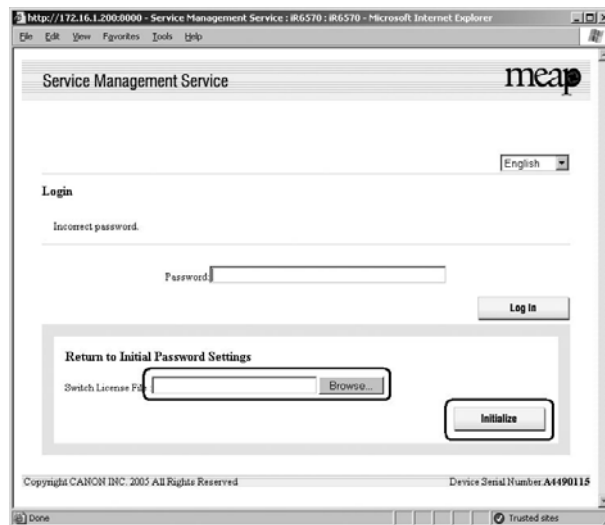 http://172.16.1.200:8000 - Service Management Service : iR6570 : iR6570 - Microsoft Internet Explorer
File Edit View Favorites Tools Help
Service Management Service
meap
English
Login
Incorrect password.
Password:
Log In
Return to Initial Password Settings
Switch License File
Browse...
Initialize
Copyright CANON INC. 2005 All Rights Reserved
Device Serial Number:A4490115
Done
Trusted sites